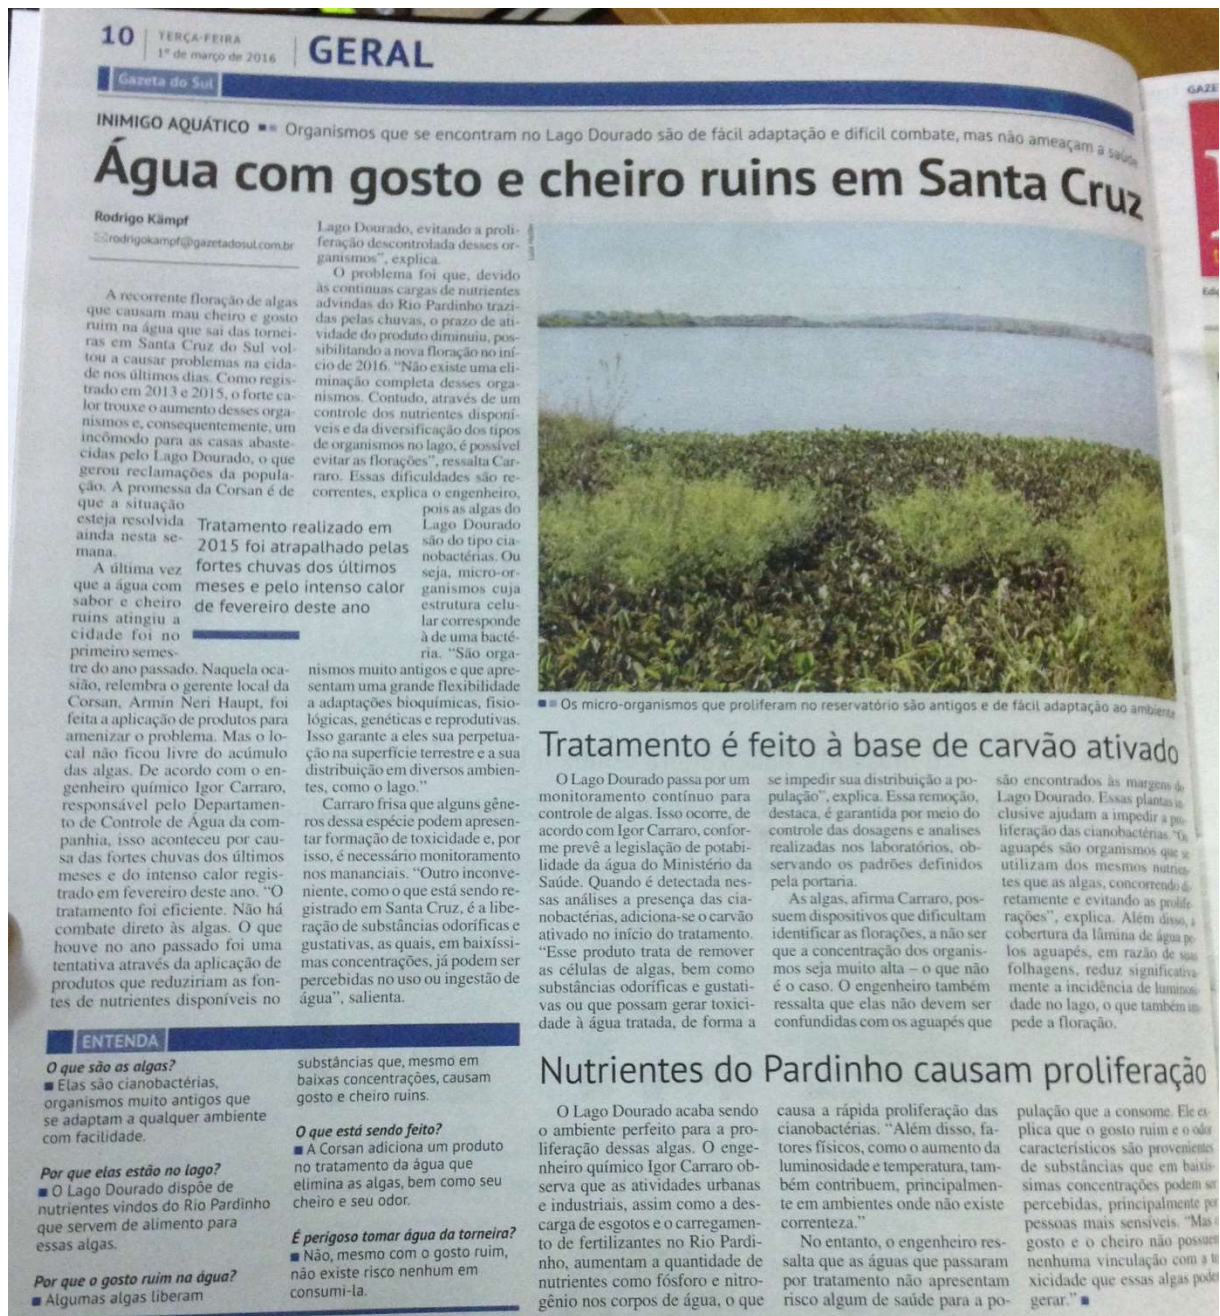 10
TERÇA-FEIRA
1º de março de 2016
GERAL
Gazeta do Sul
INIMIGO AQUÁTICO Organismos que se encontram no Lago Dourado são de fácil adaptação e difícil combate, mas não ameaçam a saúde
Água com gosto e cheiro ruins em Santa Cruz
Rodrigo Kämpf
rodrigokampf@gazetadosul.com.br
A recorrente floração de algas
que causam mau cheiro e gosto
ruim na água que sai das tornei-
ras em Santa Cruz do Sul vol-
tou a causar problemas na cida-
de nos últimos dias. Como regis-
trado em 2013 e 2015, o forte ca-
lor trouxe o aumento desses orga-
nismos e, consequentemente, um
incômodo para as casas abaste-
cidas pelo Lago Dourado, o que
gerou reclamações da popula-
ção. A promessa da Corsan é de
que a situação
esteja resolvida
ainda nesta se-
mana.
A última vez
que a água com
sabor e cheiro
ruins atingiu a
cidade foi no
primeiro semes-
tre do ano passado. Naquela oca-
sião, relembra o gerente local da
Corsan, Armin Neri Haupt, foi
feita a aplicação de produtos para
amenizar o problema. Mas o lo-
cal não ficou livre do acúmulo
das algas. De acordo com o en-
genheiro químico Igor Carraro,
responsável pelo Departamen-
to de Controle de Água da com-
panhia, isso aconteceu por cau-
sa das fortes chuvas dos últimos
meses e do intenso calor regis-
trado em fevereiro deste ano. “O
tratamento foi eficiente. Não há
combate direto às algas. O que
houve no ano passado foi uma
tentativa através da aplicação de
produtos que reduziriam as fon-
tes de nutrientes disponíveis no
Lago Dourado, evitando a proli-
feração descontrolada desses or-
ganismos”, explica.
O problema foi que, devido
às contínuas cargas de nutrientes
advindas do Rio Pardinho trazi-
das pelas chuvas, o prazo de ati-
vidade do produto diminuiu, pos-
sibilitando a nova floração no iní-
cio de 2016. “Não existe uma eli-
minação completa desses orga-
nismos. Contudo, através de um
controle dos nutrientes disponí-
veis e da diversificação dos tipos
de organismos no lago, é possível
evitar as florações”, ressalta Car-
raro. Essas dificuldades são re-
correntes, explica o engenheiro,
pois as algas do
Lago Dourado
são do tipo cia-
nobactérias. Ou
seja, micro-or-
ganismos cuja
estrutura celu-
lar corresponde
à de uma bacté-
ria. “São orga-
nismos muito antigos e que apre-
sentam uma grande flexibilidade
a adaptações bioquímicas, fisio-
lógicas, genéticas e reprodutivas.
Isso garante a eles sua perpetua-
ção na superfície terrestre e a sua
distribuição em diversos ambien-
tes, como o lago.”
Carraro frisa que alguns gêne-
ros dessa espécie podem apresen-
tar formação de toxicidade e, por
isso, é necessário monitoramento
nos mananciais. “Outro inconve-
niente, como o que está sendo re-
gistrado em Santa Cruz, é a libe-
ração de substâncias odoríficas e
gustativas, as quais, em baixíssi-
mas concentrações, já podem ser
percebidas no uso ou ingestão de
água”, salienta.
Tratamento realizado em
2015 foi atrapalhado pelas
fortes chuvas dos últimos
meses e pelo intenso calor
de fevereiro deste ano
Os micro-organismos que proliferam no reservatório são antigos e de fácil adaptação ao ambiente
Tratamento é feito à base de carvão ativado
O Lago Dourado passa por um
monitoramento contínuo para
controle de algas. Isso ocorre, de
acordo com Igor Carraro, confor-
me prevê a legislação de potabi-
lidade da água do Ministério da
Saúde. Quando é detectada nes-
sas análises a presença das cia-
nobactérias, adiciona-se o carvão
ativado no início do tratamento.
“Esse produto trata de remover
as células de algas, bem como
substâncias odoríficas e gustati-
vas ou que possam gerar toxici-
dade à água tratada, de forma a
se impedir sua distribuição a po-
pulação”, explica. Essa remoção,
destaca, é garantida por meio do
controle das dosagens e analises
realizadas nos laboratórios, ob-
servando os padrões definidos
pela portaria.
As algas, afirma Carraro, pos-
suem dispositivos que dificultam
identificar as florações, a não ser
que a concentração dos organis-
mos seja muito alta – o que não
é o caso. O engenheiro também
ressalta que elas não devem ser
confundidas com os aguapés que
são encontrados às margens do
Lago Dourado. Essas plantas in-
clusive ajudam a impedir a pro-
liferação das cianobactérias. “Os
aguapés são organismos que se
utilizam dos mesmos nutrien-
tes que as algas, concorrendo di-
retamente e evitando as prolife-
rações”, explica. Além disso, a
cobertura da lâmina de água pe-
los aguapés, em razão de suas
folhagens, reduz significativa-
mente a incidência de luminosi-
dade no lago, o que também im-
pede a floração.
ENTENDA
O que são as algas?
Elas são cianobactérias,
organismos muito antigos que
se adaptam a qualquer ambiente
com facilidade.
Por que elas estão no lago?
O Lago Dourado dispõe de
nutrientes vindos do Rio Pardinho
que servem de alimento para
essas algas.
Por que o gosto ruim na água?
Algumas algas liberam
substâncias que, mesmo em
baixas concentrações, causam
gosto e cheiro ruins.
O que está sendo feito?
A Corsan adiciona um produto
no tratamento da água que
elimina as algas, bem como seu
cheiro e seu odor.
É perigoso tomar água da torneira?
Não, mesmo com o gosto ruim,
não existe risco nenhum em
consumi-la.
Nutrientes do Pardinho causam proliferação
O Lago Dourado acaba sendo
o ambiente perfeito para a pro-
liferação dessas algas. O enge-
nheiro químico Igor Carraro ob-
serva que as atividades urbanas
e industriais, assim como a des-
carga de esgotos e o carregamen-
to de fertilizantes no Rio Pardi-
nho, aumentam a quantidade de
nutrientes como fósforo e nitro-
gênio nos corpos de água, o que
causa a rápida proliferação das
cianobactérias. “Além disso, fa-
tores físicos, como o aumento da
luminosidade e temperatura, tam-
bém contribuem, principalmen-
te em ambientes onde não existe
correnteza.”
No entanto, o engenheiro res-
salta que as águas que passaram
por tratamento não apresentam
risco algum de saúde para a po-
pulação que a consome. Ele ex-
plica que o gosto ruim e o odor
característicos são provenientes
de substâncias que em baixís-
simas concentrações podem ser
percebidas, principalmente por
pessoas mais sensíveis. “Mas o
gosto e o cheiro não possuem
nenhuma vinculação com a to-
xicidade que essas algas podem
gerar.”
GAZE